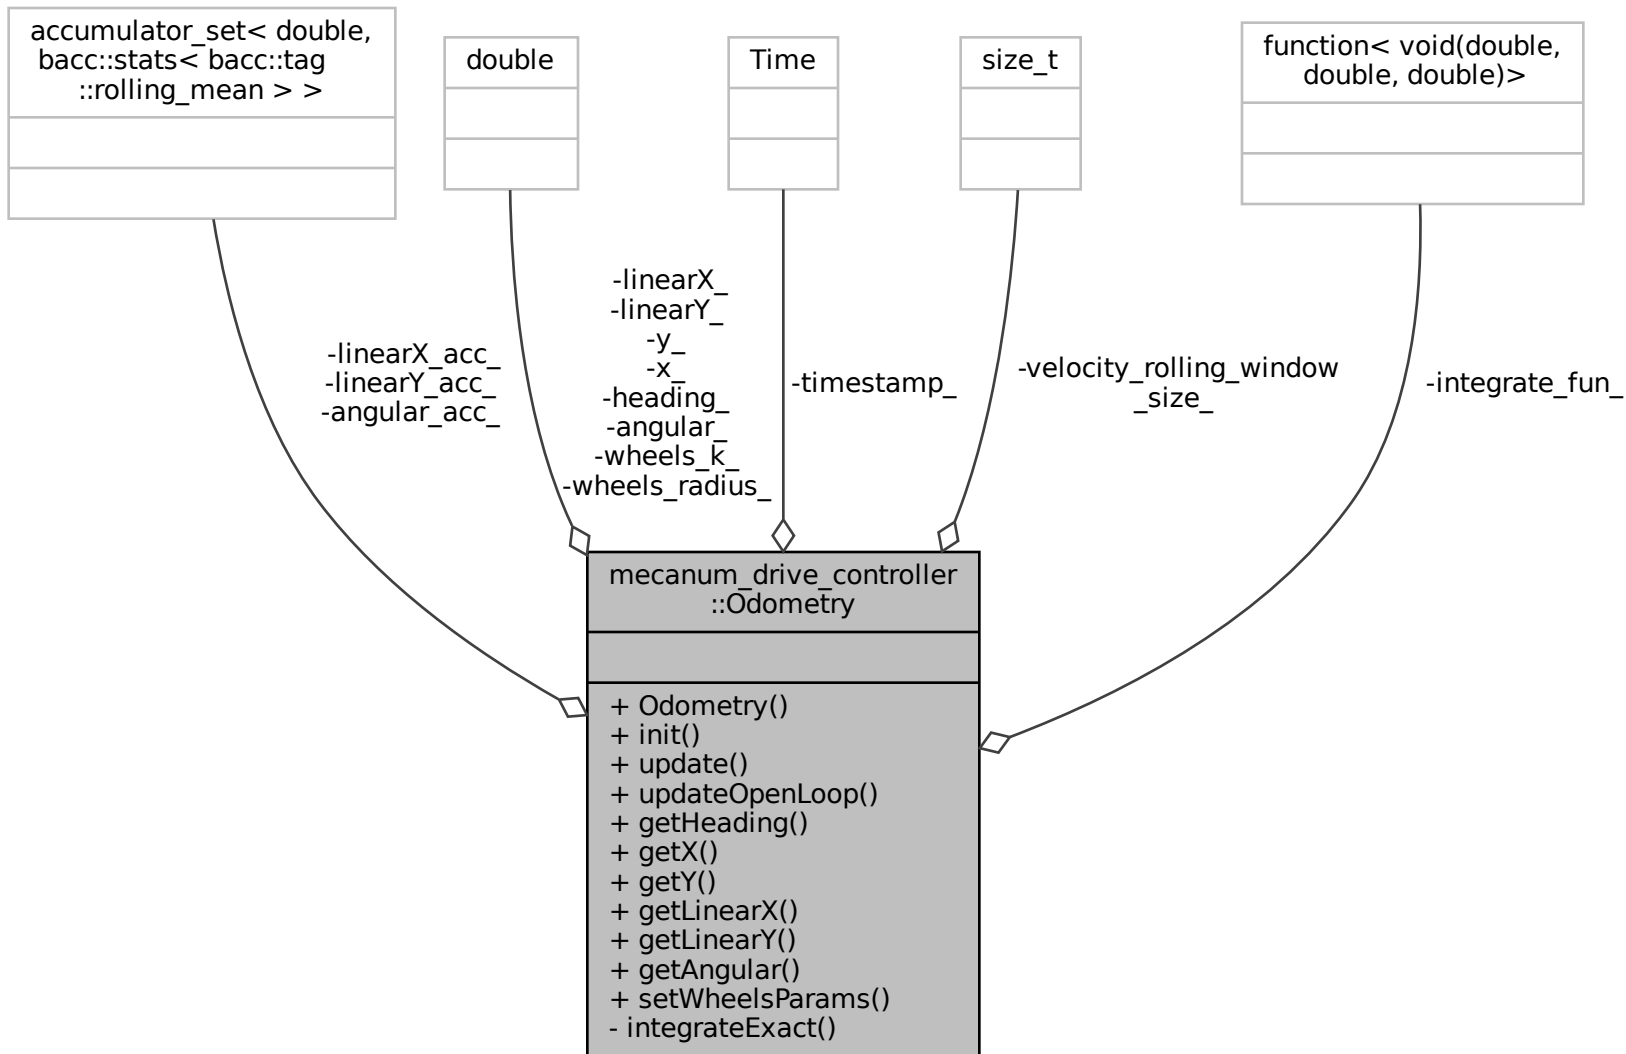 accumulator_set< double,
bacc::stats< bacc::tag
::rolling_mean > >
double
Time
size_t
function< void(double,
double, double)>
-linearX_acc_
-linearY_acc_
-angular_acc_
-linearX_
-linearY_
-y_
-x_
-heading_
-angular_
-wheels_k_
-wheels_radius_
-timestamp_
-velocity_rolling_window
_size_
-integrate_fun_
mecanum_drive_controller
::Odometry
+ Odometry()
+ init()
+ update()
+ updateOpenLoop()
+ getHeading()
+ getX()
+ getY()
+ getLinearX()
+ getLinearY()
+ getAngular()
+ setWheelsParams()
- integrateExact()